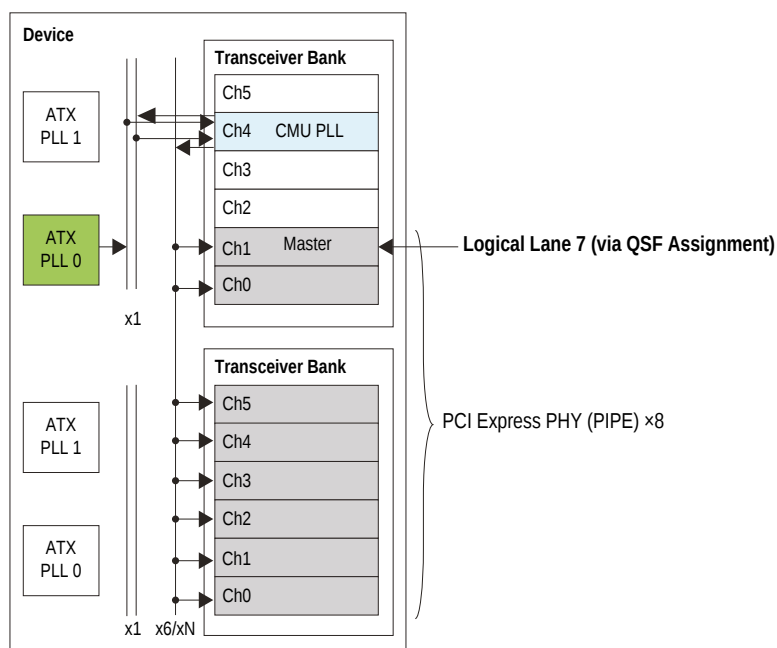 Device
Transceiver Bank
Ch5
ATX
PLL 1
Ch4 CMU PLL
Ch3
Ch2
ATX
PLL 0
Ch1 Master
Logical Lane 7 (via QSF Assignment)
Ch0
x1
Transceiver Bank
Ch5
ATX
PLL 1
Ch4
PCI Express PHY (PIPE) ×8
Ch3
Ch2
ATX
PLL 0
Ch1
Ch0
x1 x6/xN